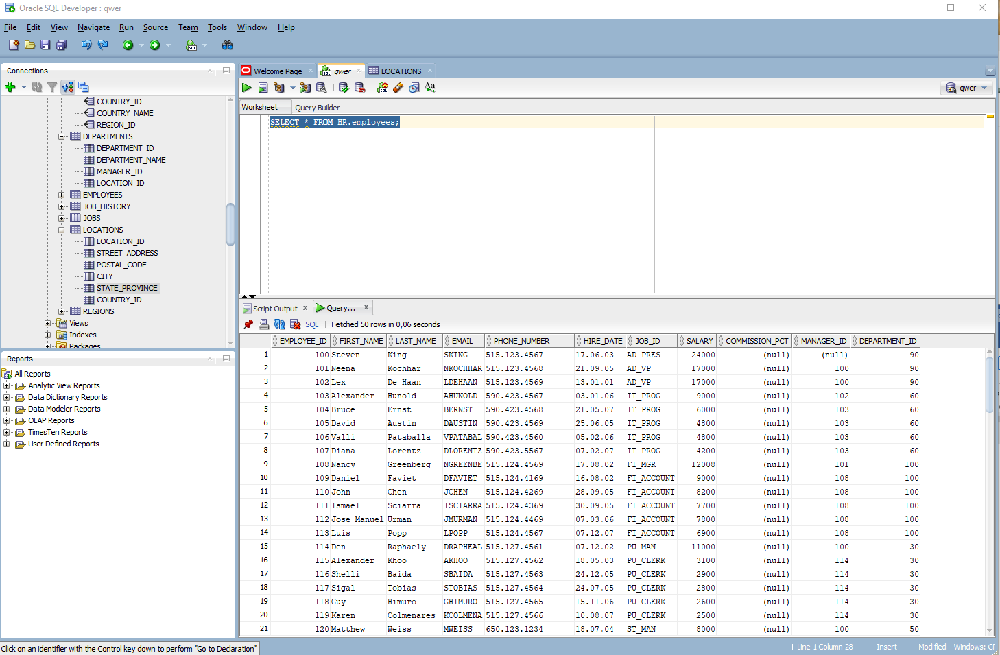 Oracle SQL Developer : qwer
File Edit View Navigate Run Source Team Tools Window Help
Connections
COUNTRY_ID
COUNTRY_NAME
REGION_ID
DEPARTMENTS
DEPARTMENT_ID
DEPARTMENT_NAME
MANAGER_ID
LOCATION_ID
EMPLOYEES
JOB_HISTORY
JOBS
LOCATIONS
LOCATION_ID
STREET_ADDRESS
POSTAL_CODE
CITY
STATE_PROVINCE
COUNTRY_ID
REGIONS
Views
Indexes
Packages
Reports
All Reports
Analytic View Reports
Data Dictionary Reports
Data Modeler Reports
OLAP Reports
TimesTen Reports
User Defined Reports
Welcome Page qwer LOCATIONS
qwer
Worksheet Query Builder
SELECT * FROM HR.employees;
Script Output Query...
SQL Fetched 50 rows in 0,06 seconds
EMPLOYEE_ID FIRST_NAME LAST_NAME EMAIL PHONE_NUMBER HIRE_DATE JOB_ID SALARY COMMISSION_PCT MANAGER_ID DEPARTMENT_ID
1 100 Steven King SKING 515.123.4567 17.06.03 AD_PRES 24000 (null) (null) 90
2 101 Neena Kochhar NKOCHHAR 515.123.4568 21.09.05 AD_VP 17000 (null) 100 90
3 102 Lex De Haan LDEHAAN 515.123.4569 13.01.01 AD_VP 17000 (null) 100 90
4 103 Alexander Hunold AHUNOLD 590.423.4567 03.01.06 IT_PROG 9000 (null) 102 60
5 104 Bruce Ernst BERNST 590.423.4568 21.05.07 IT_PROG 6000 (null) 103 60
6 105 David Austin DAUSTIN 590.423.4569 25.06.05 IT_PROG 4800 (null) 103 60
7 106 Valli Pataballa VPATABAL 590.423.4560 05.02.06 IT_PROG 4800 (null) 103 60
8 107 Diana Lorentz DLORENTZ 590.423.5567 07.02.07 IT_PROG 4200 (null) 103 60
9 108 Nancy Greenberg NGREENBE 515.124.4569 17.08.02 FI_MGR 12008 (null) 101 100
10 109 Daniel Faviet DFAVIET 515.124.4169 16.08.02 FI_ACCOUNT 9000 (null) 108 100
11 110 John Chen JCHEN 515.124.4269 28.09.05 FI_ACCOUNT 8200 (null) 108 100
12 111 Ismael Sciarra ISCIARRA 515.124.4369 30.09.05 FI_ACCOUNT 7700 (null) 108 100
13 112 Jose Manuel Urman JMURMAN 515.124.4469 07.03.06 FI_ACCOUNT 7800 (null) 108 100
14 113 Luis Popp LPOPP 515.124.4567 07.12.07 FI_ACCOUNT 6900 (null) 108 100
15 114 Den Raphaely DRAPHEAL 515.127.4561 07.12.02 PU_MAN 11000 (null) 100 30
16 115 Alexander Khoo AKHOO 515.127.4562 18.05.03 PU_CLERK 3100 (null) 114 30
17 116 Shelli Baida SBAIDA 515.127.4563 24.12.05 PU_CLERK 2900 (null) 114 30
18 117 Sigal Tobias STOBIAS 515.127.4564 24.07.05 PU_CLERK 2800 (null) 114 30
19 118 Guy Himuro GHIMURO 515.127.4565 15.11.06 PU_CLERK 2600 (null) 114 30
20 119 Karen Colmenares KCOLMENA 515.127.4566 10.08.07 PU_CLERK 2500 (null) 114 30
21 120 Matthew Weiss MWEISS 650.123.1234 18.07.04 ST_MAN 8000 (null) 100 50
Click on an identifier with the Control key down to perform "Go to Declaration"
Line 1 Column 28 | Insert | Modified | Windows: CF